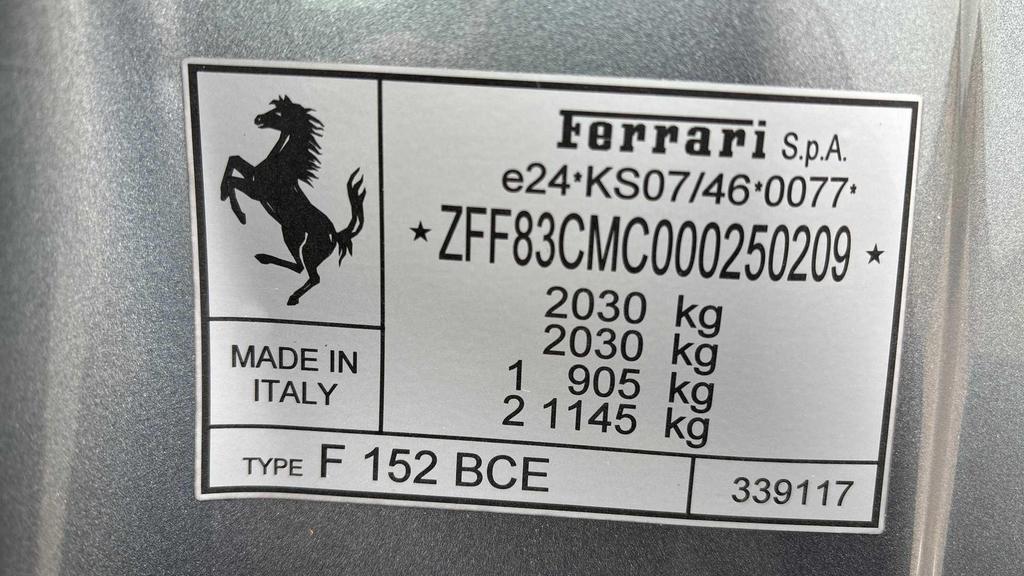 Ferrari S.p.A.
e24*KS07/46*0077*
★ ZFF83CMC000250209 ★
2030 kg
2030 kg
1 905 kg
2 1145 kg
MADE IN
ITALY
TYPE F 152 BCE
339117